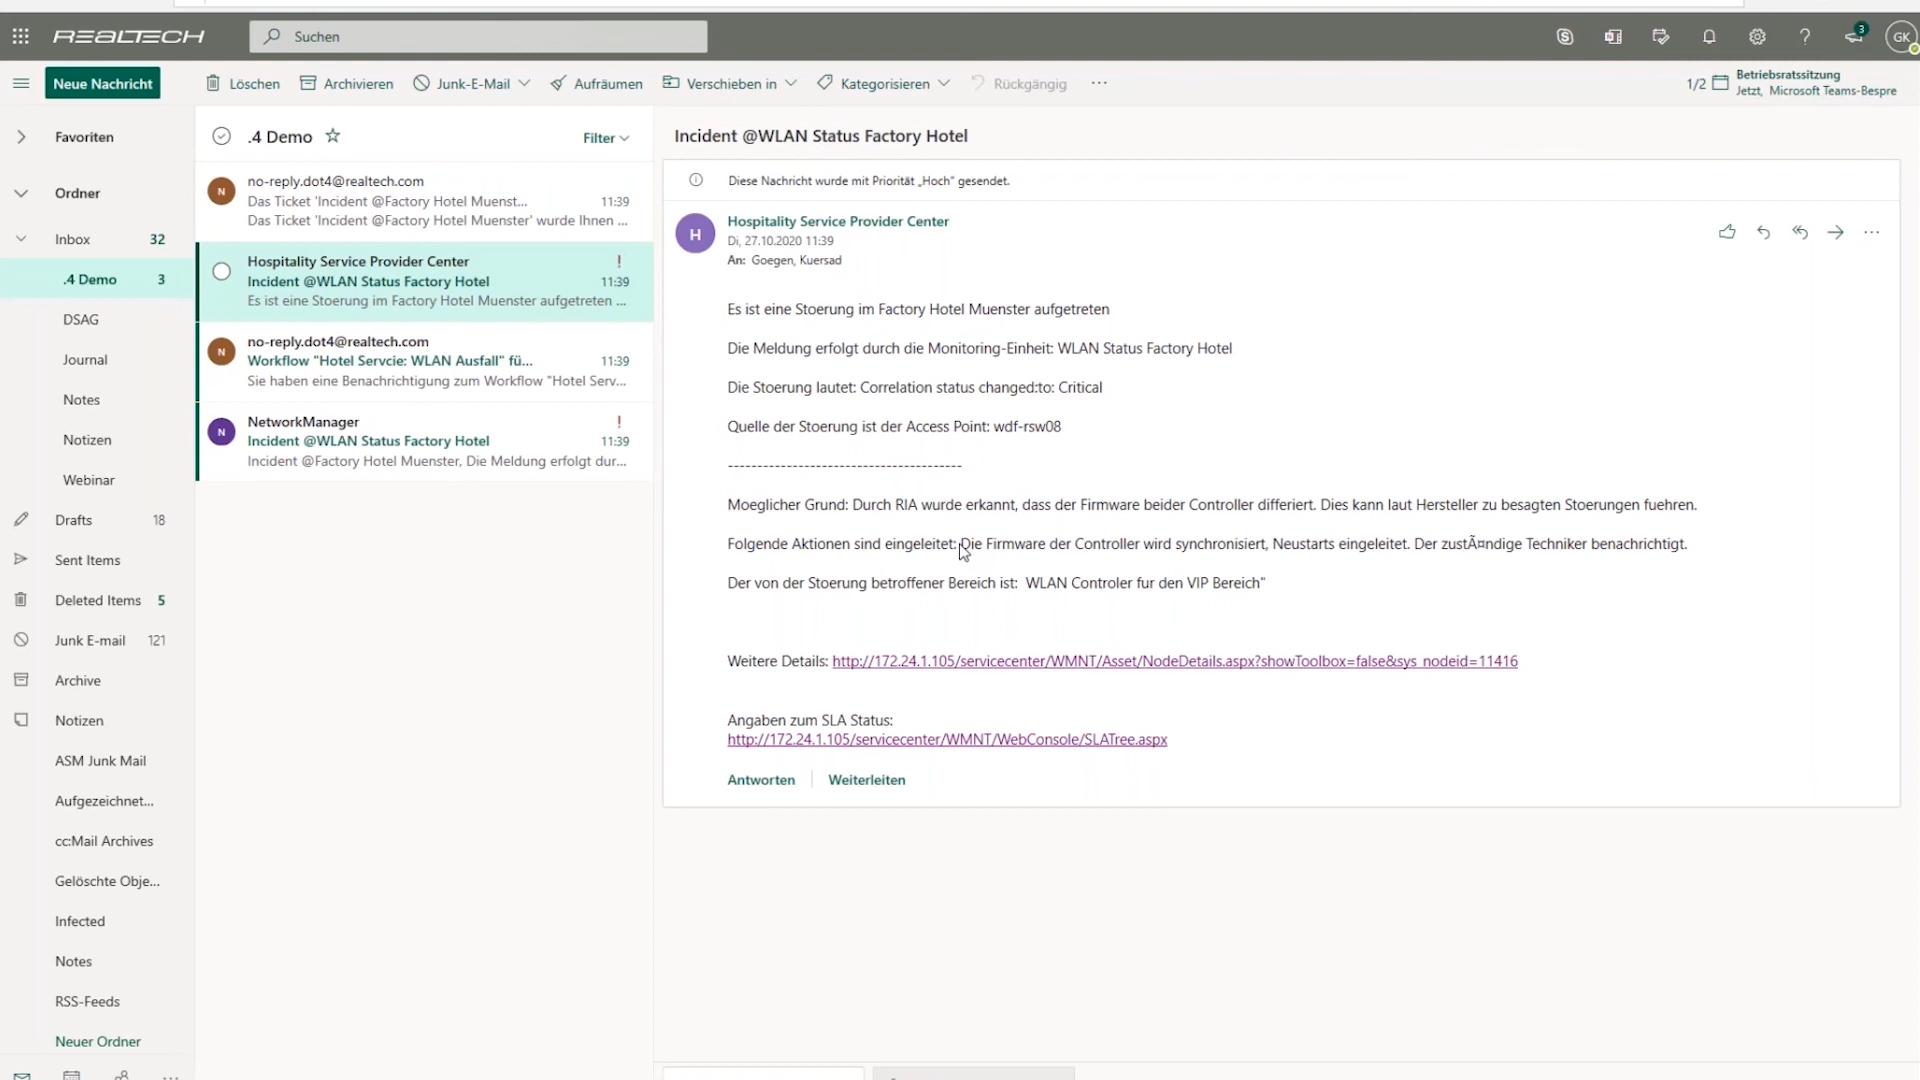 REALTECH
Suchen
3
GK
Neue Nachricht
Löschen
Archivieren
Junk-E-Mail
Aufräumen
Verschieben in
Kategorisieren
Rückgängig
1/2
Betriebsratssitzung
Jetzt, Microsoft Teams-Bespre
Favoriten
Ordner
Inbox 32
.4 Demo 3
DSAG
Journal
Notes
Notizen
Webinar
Drafts 18
Sent Items
Deleted Items 5
Junk E-mail 121
Archive
Notizen
ASM Junk Mail
Aufgezeichnet...
cc:Mail Archives
Gelöschte Obje...
Infected
Notes
RSS-Feeds
Neuer Ordner
.4 Demo
Filter
N
no-reply.dot4@realtech.com
Das Ticket 'Incident @Factory Hotel Muenst... 11:39
Das Ticket 'Incident @Factory Hotel Muenster' wurde Ihnen ...
Hospitality Service Provider Center !
Incident @WLAN Status Factory Hotel 11:39
Es ist eine Stoerung im Factory Hotel Muenster aufgetreten ...
N
no-reply.dot4@realtech.com
Workflow "Hotel Servcie: WLAN Ausfall" fü... 11:39
Sie haben eine Benachrichtigung zum Workflow "Hotel Serv...
N
NetworkManager !
Incident @WLAN Status Factory Hotel 11:39
Incident @Factory Hotel Muenster, Die Meldung erfolgt dur...
Incident @WLAN Status Factory Hotel
Diese Nachricht wurde mit Priorität „Hoch" gesendet.
H
Hospitality Service Provider Center
Di, 27.10.2020 11:39
An: Goegen, Kuersad
Es ist eine Stoerung im Factory Hotel Muenster aufgetreten
Die Meldung erfolgt durch die Monitoring-Einheit: WLAN Status Factory Hotel
Die Stoerung lautet: Correlation status changed:to: Critical
Quelle der Stoerung ist der Access Point: wdf-rsw08
---------------------------------------
Moeglicher Grund: Durch RIA wurde erkannt, dass der Firmware beider Controller differiert. Dies kann laut Hersteller zu besagten Stoerungen fuehren.
Folgende Aktionen sind eingeleitet: Die Firmware der Controller wird synchronisiert, Neustarts eingeleitet. Der zustÃ¤ndige Techniker benachrichtigt.
Der von der Stoerung betroffener Bereich ist:  WLAN Controler fur den VIP Bereich"
Weitere Details: http://172.24.1.105/servicecenter/WMNT/Asset/NodeDetails.aspx?showToolbox=false&sys_nodeid=11416
Angaben zum SLA Status:
http://172.24.1.105/servicecenter/WMNT/WebConsole/SLATree.aspx
Antworten
Weiterleiten